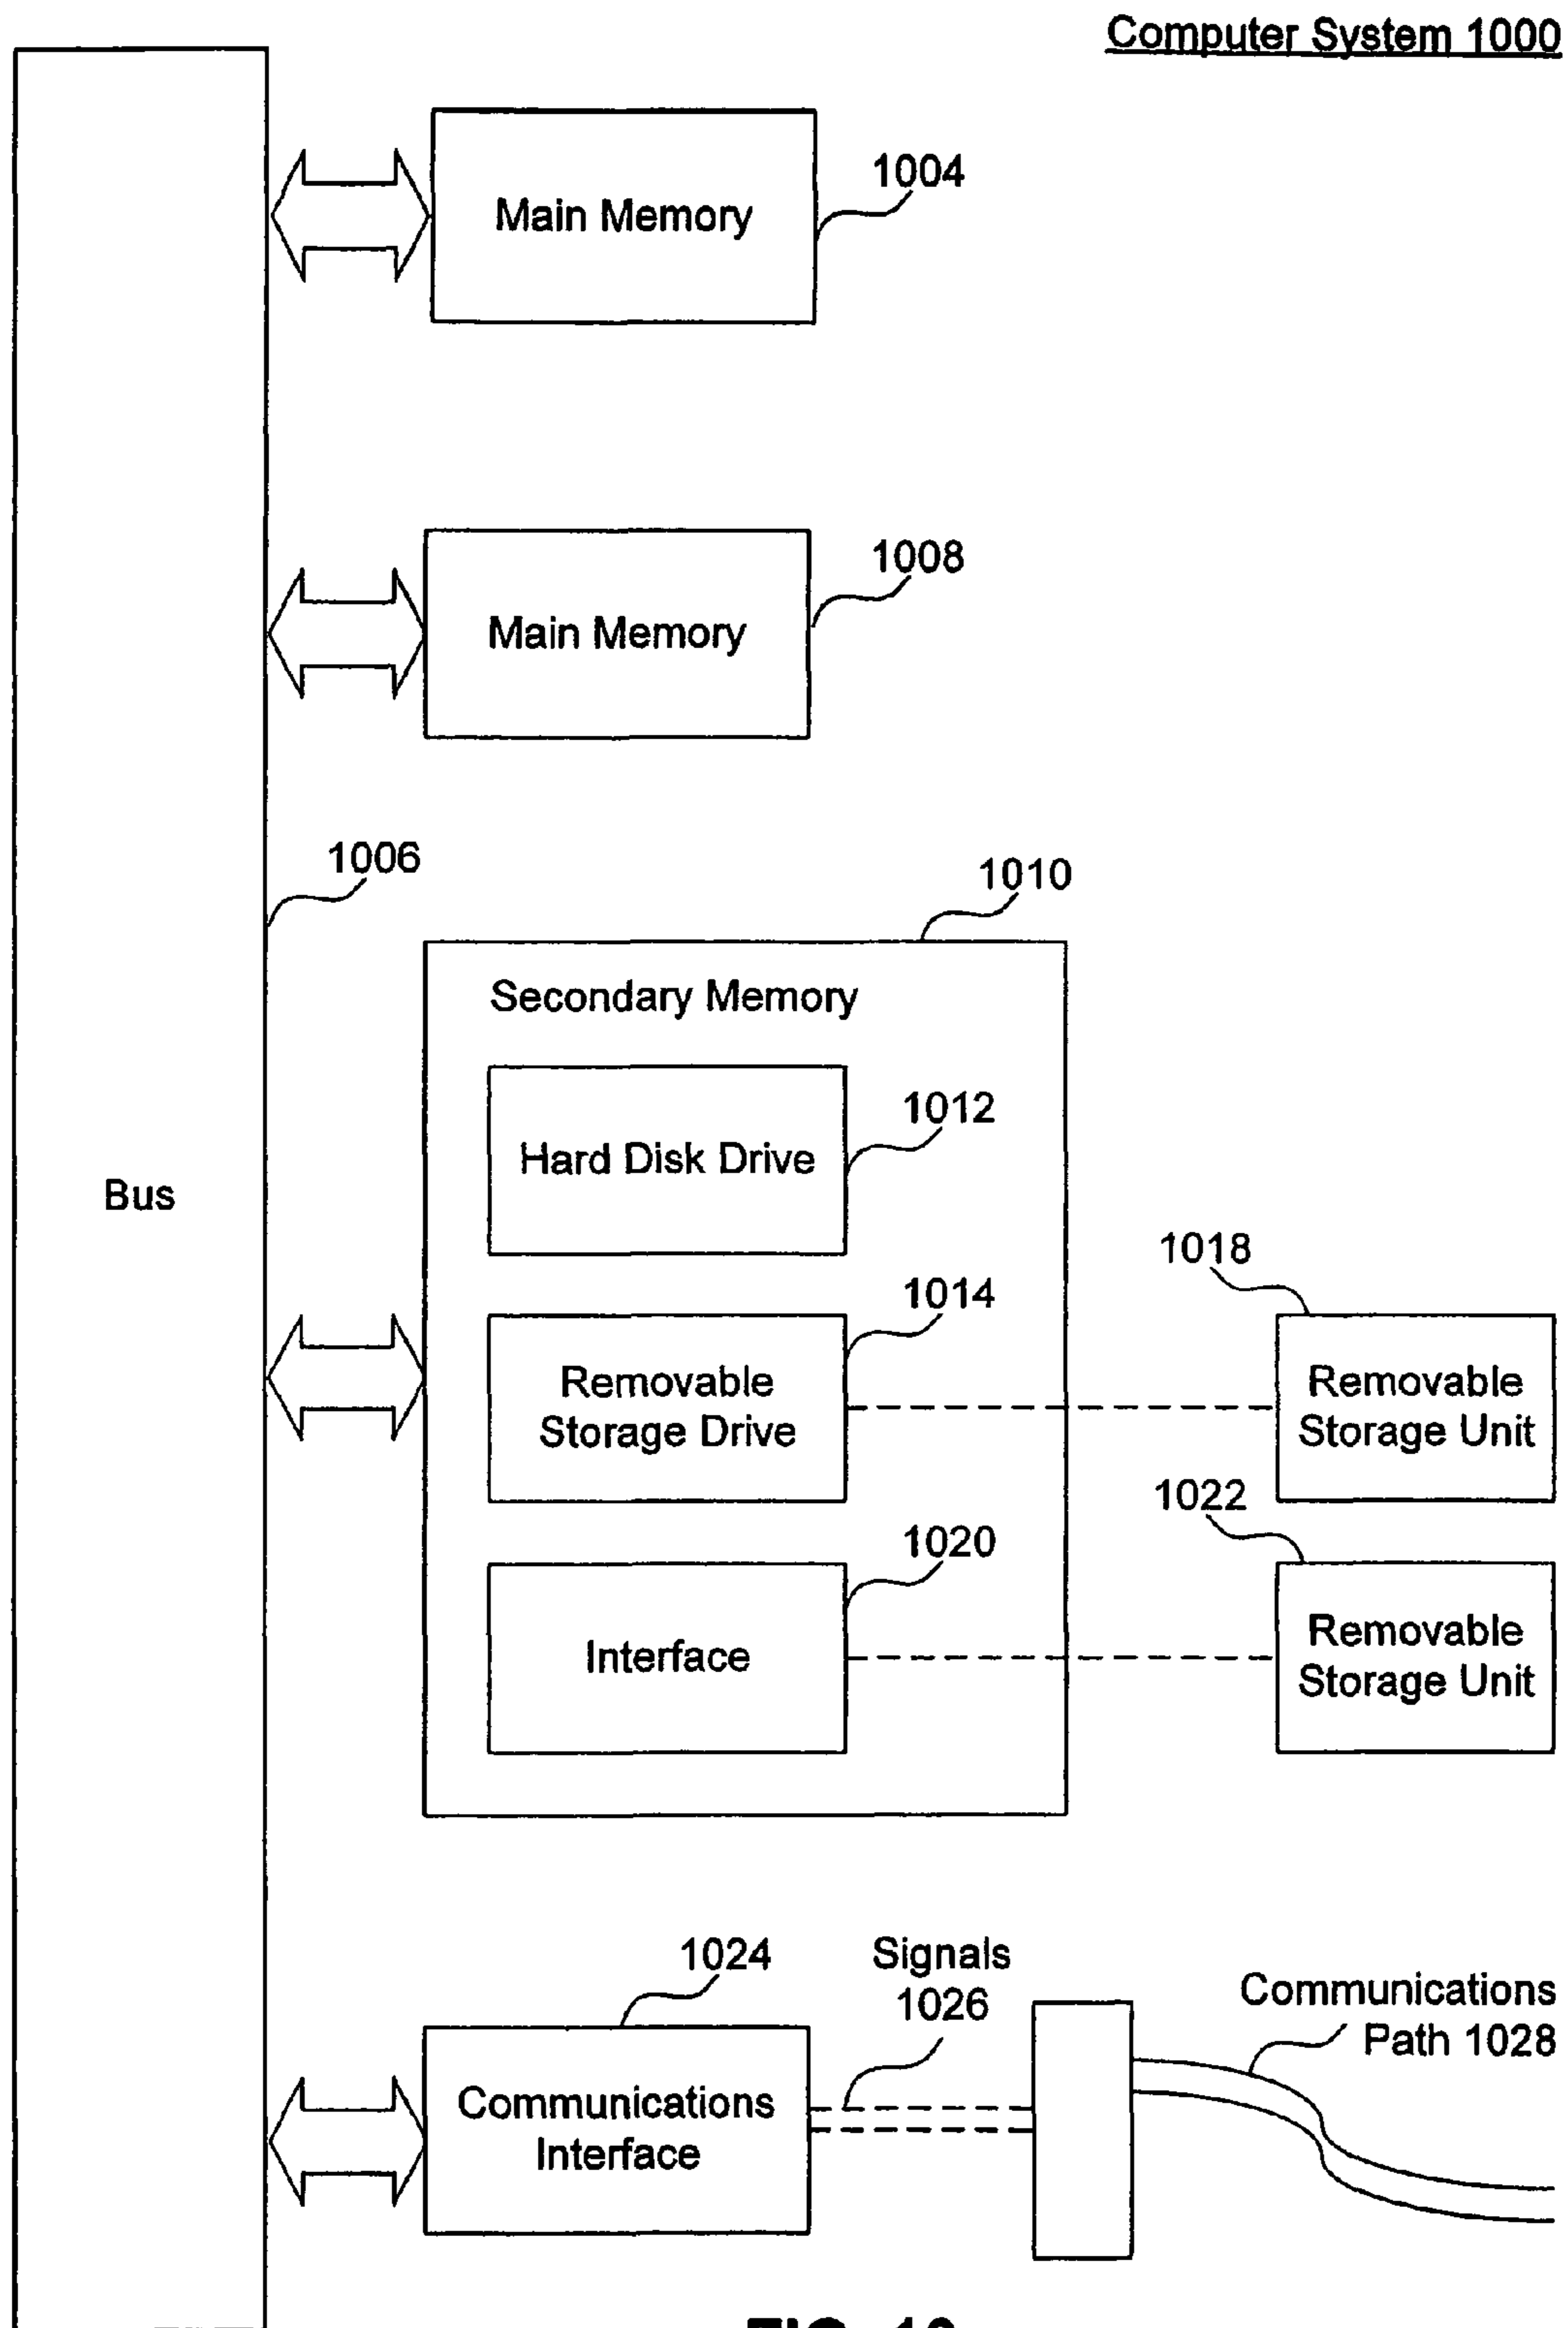 Computer System 1000
1004
Main Memory
1008
Main Memory
1006
1010
Secondary Memory
1012
Hard Disk Drive
Bus
1018
1014
Removable
Storage Drive
Removable
Storage Unit
1022
1020
Interface
Removable
Storage Unit
1024
Signals
1026
Communications
Path 1028
Communications
Interface